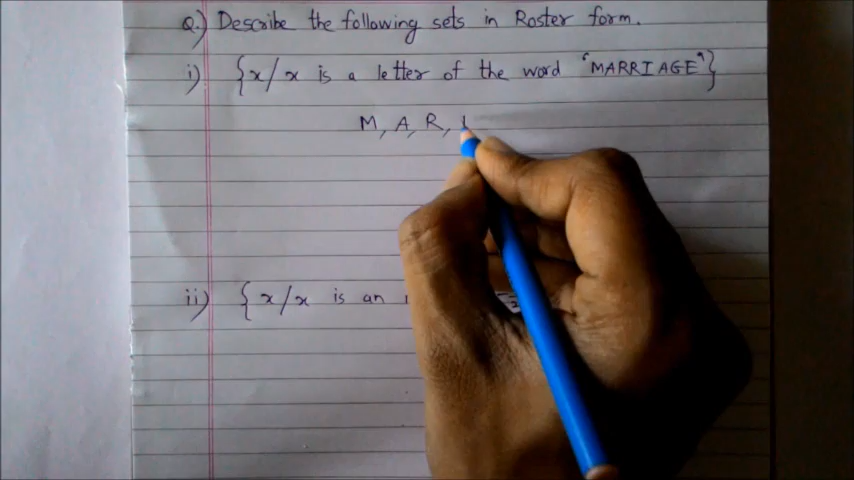 Q.) Describe the following sets in Roster form.
i) {x/x is a letter of the word "MARRIAGE"}
M, A, R, I
ii) {x/x is an